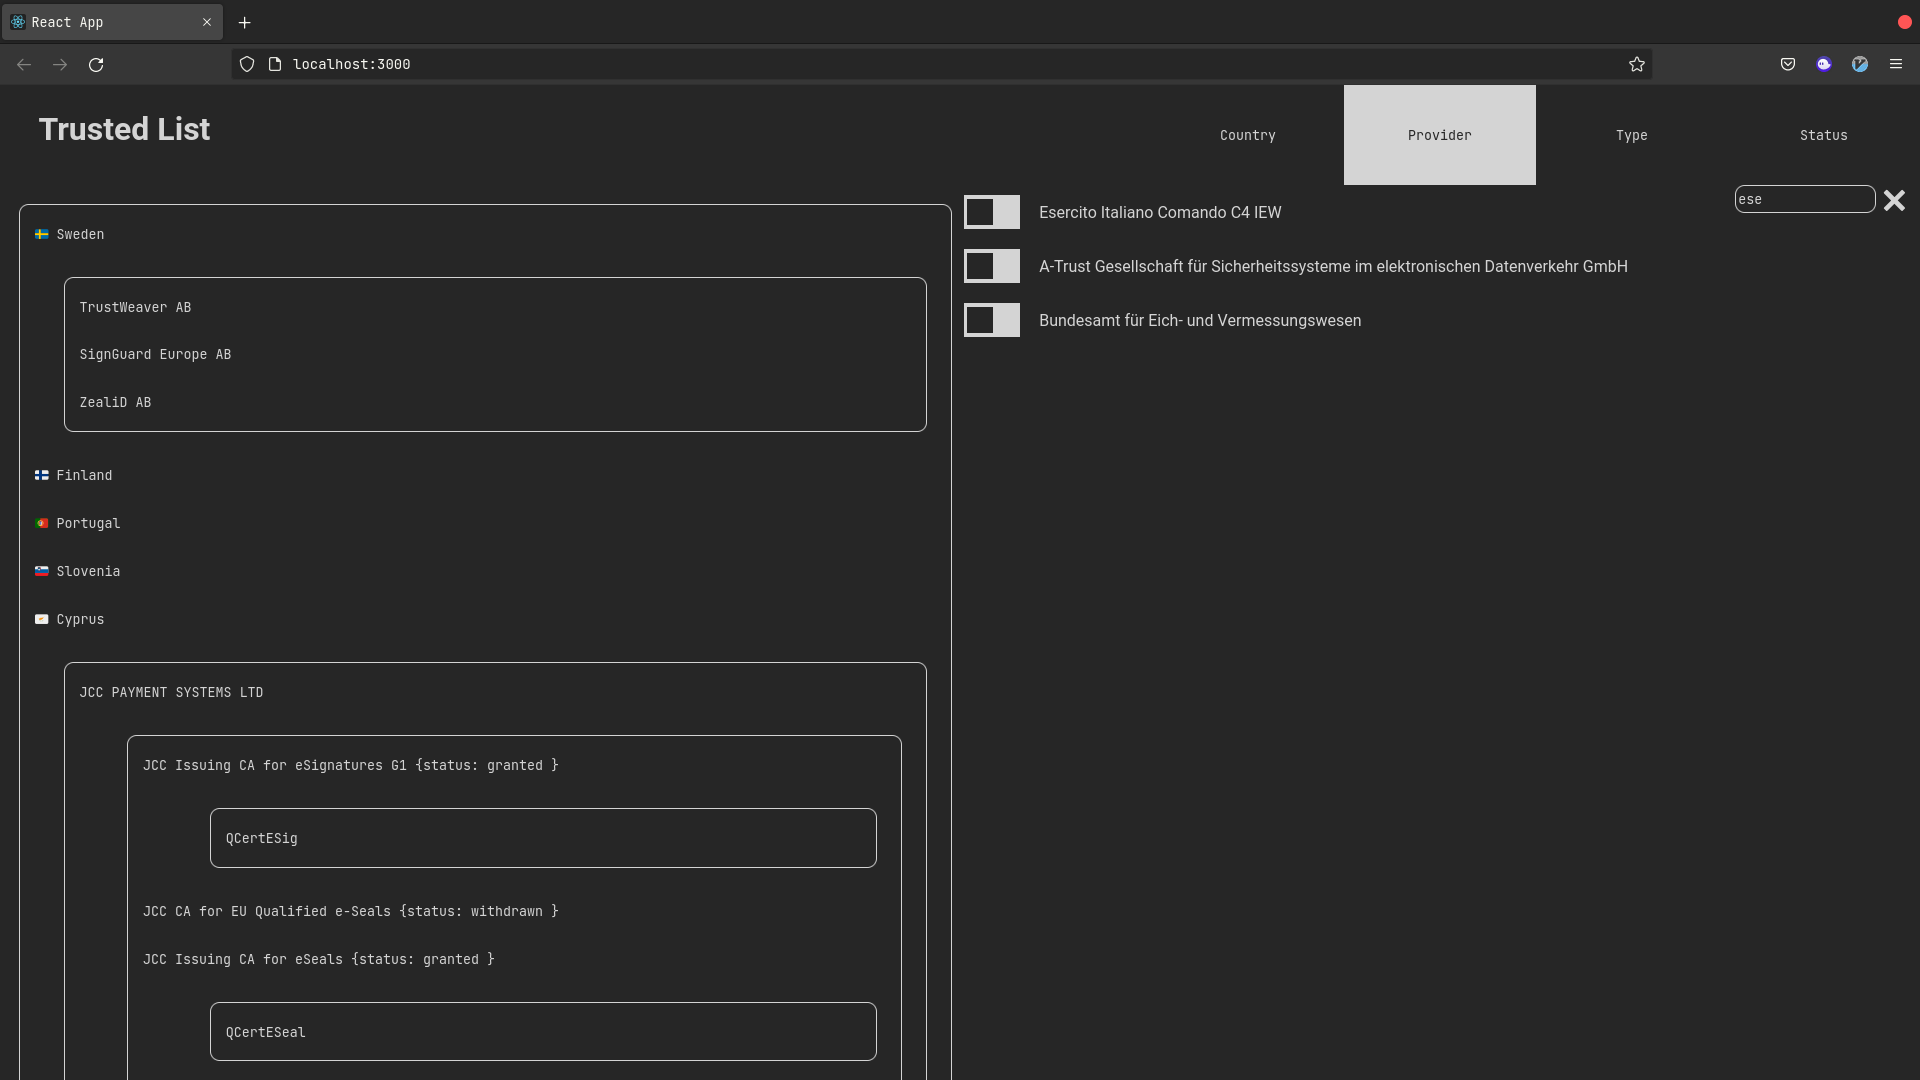 React App
localhost:3000
Trusted List
Country
Provider
Type
Status
ese
Sweden
TrustWeaver AB
SignGuard Europe AB
ZealiD AB
Finland
Portugal
Slovenia
Cyprus
JCC PAYMENT SYSTEMS LTD
JCC Issuing CA for eSignatures G1 {status: granted }
QCertESig
JCC CA for EU Qualified e-Seals {status: withdrawn }
JCC Issuing CA for eSeals {status: granted }
QCertESeal
Esercito Italiano Comando C4 IEW
A-Trust Gesellschaft für Sicherheitssysteme im elektronischen Datenverkehr GmbH
Bundesamt für Eich- und Vermessungswesen